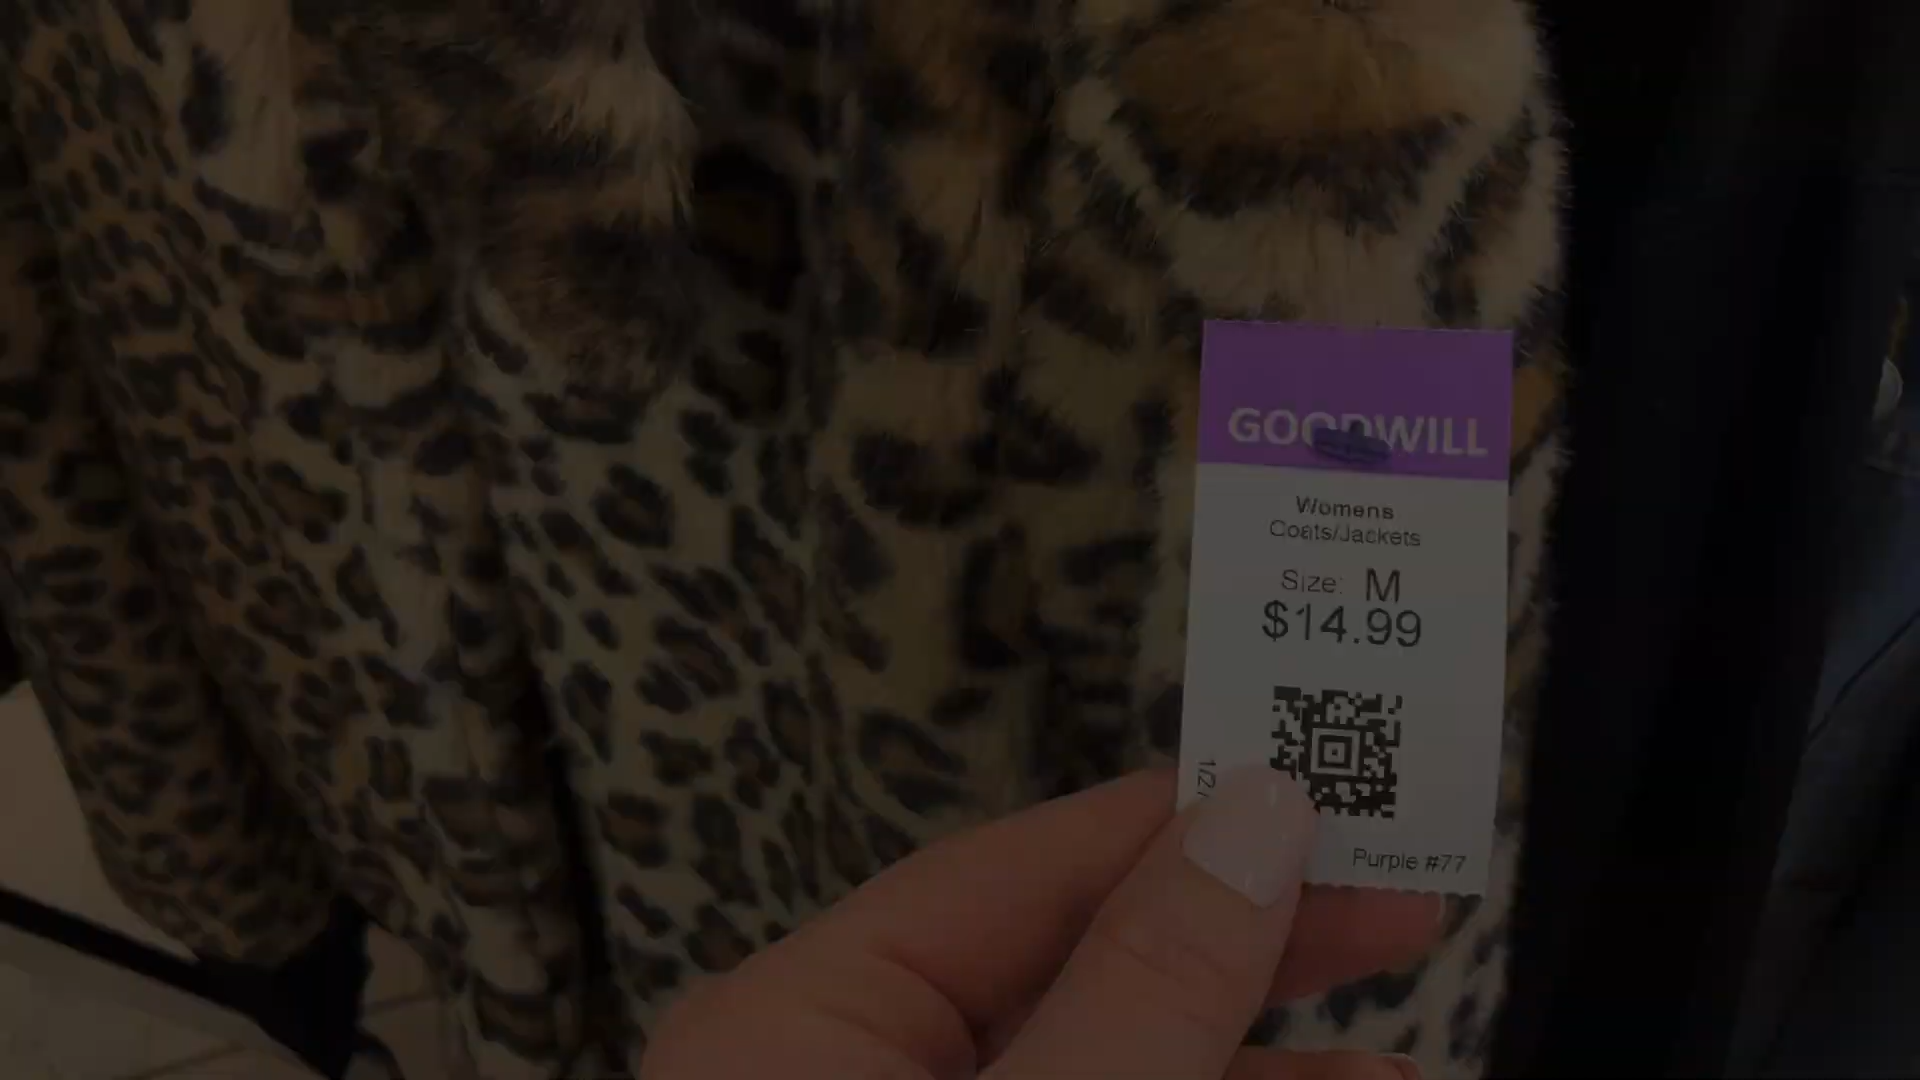 GOODWILL
Womens
Coats/Jackets
Size: M
$14.99
Purple #77